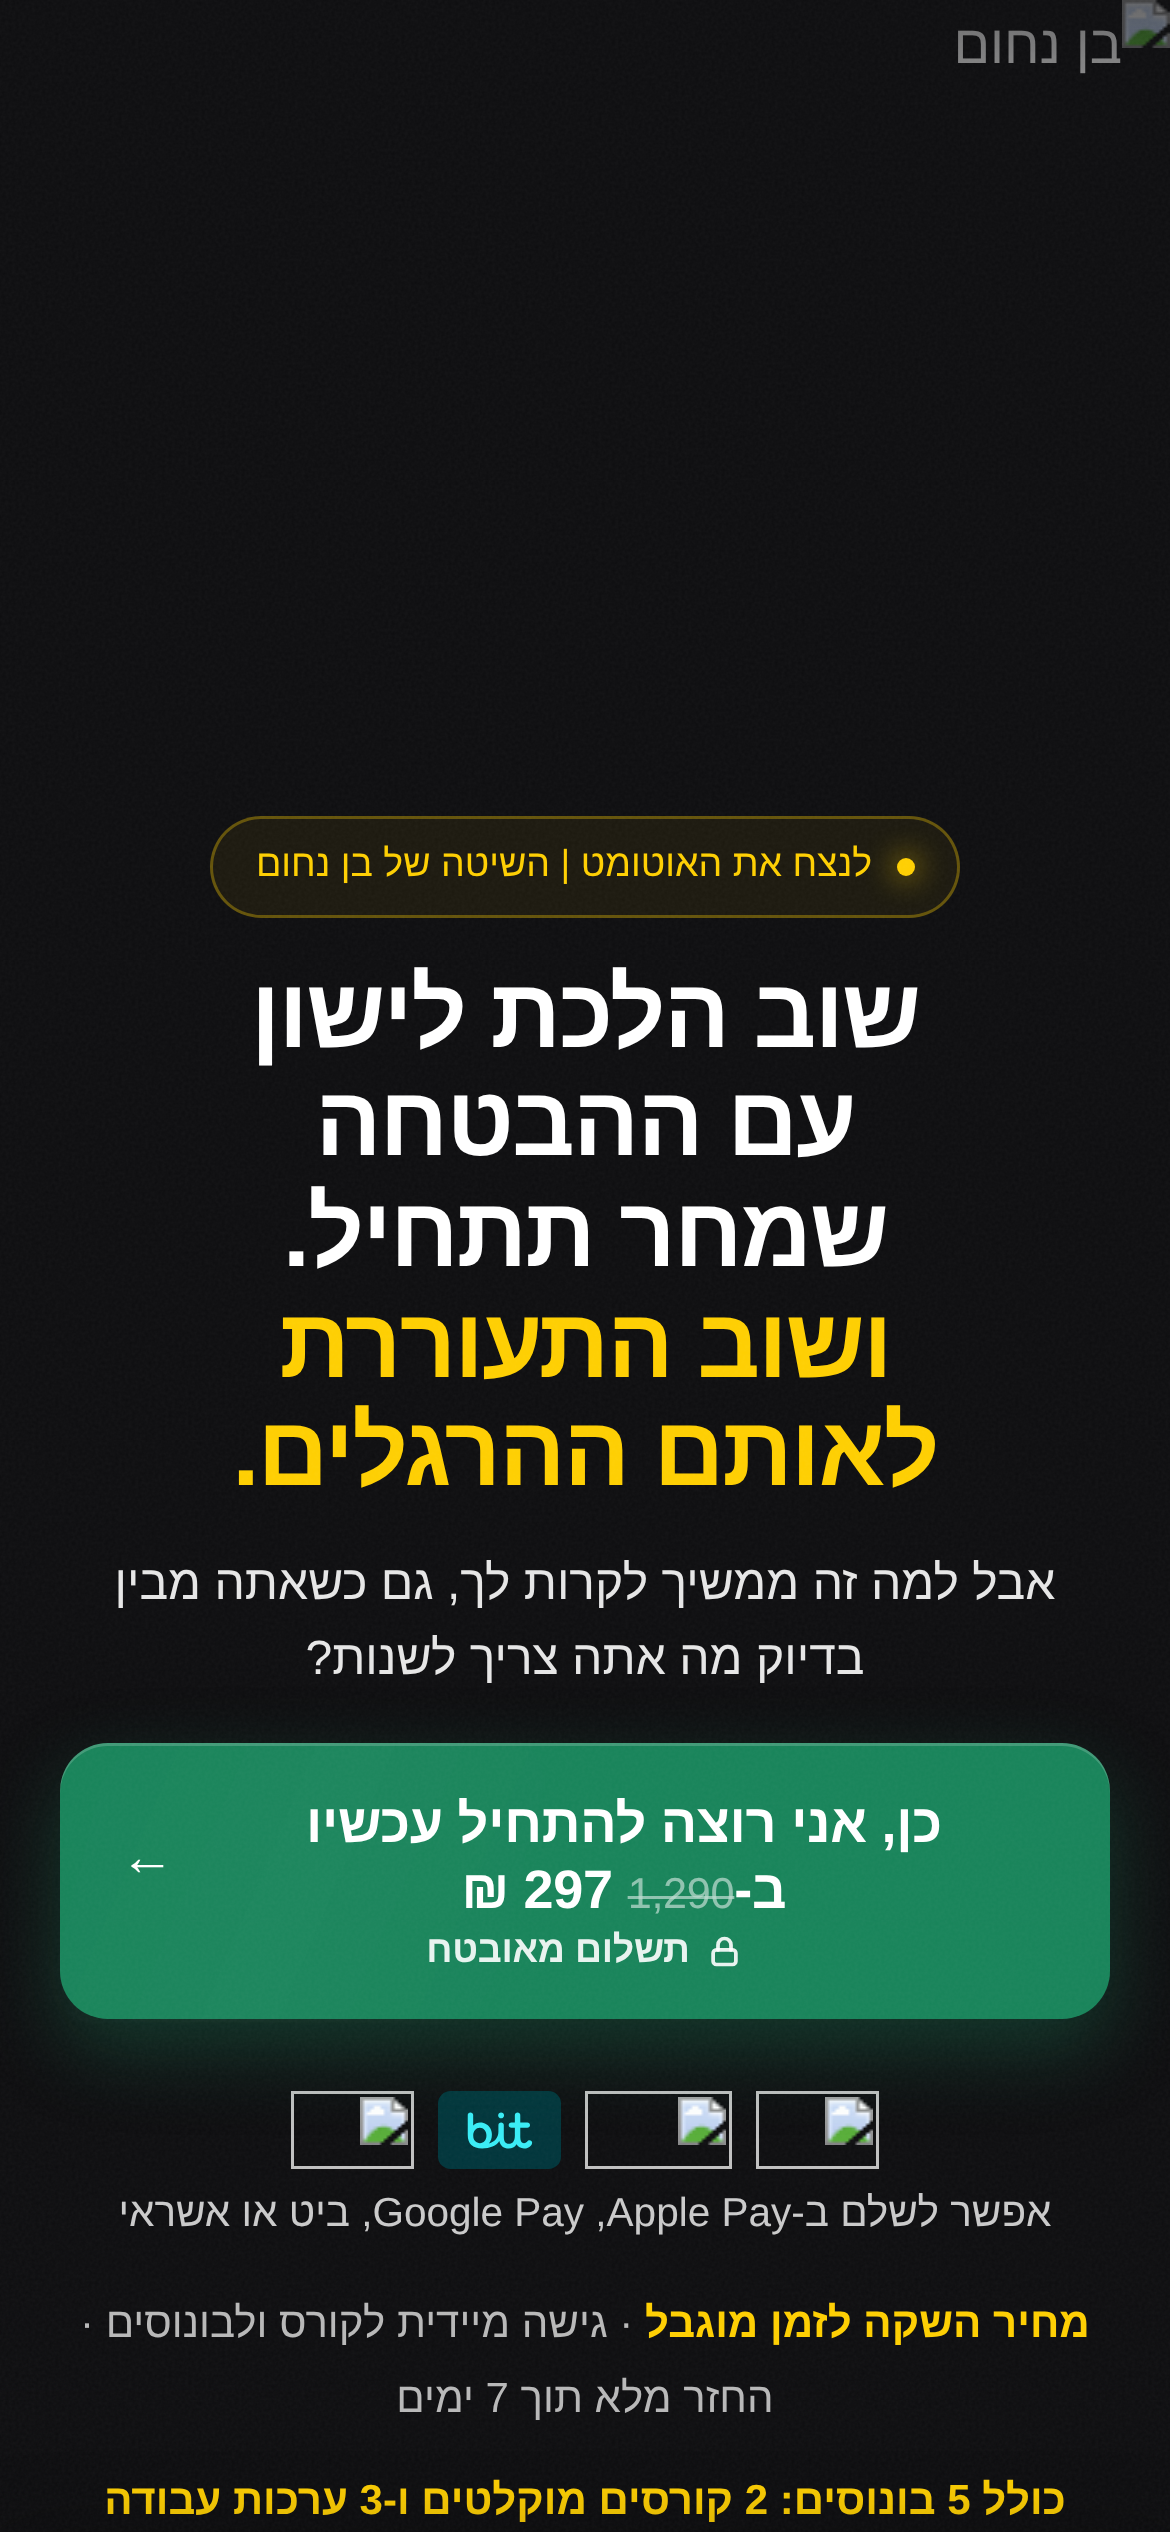 בן נחום
לנצח את האוטומט | השיטה של בן נחום
שוב הלכת לישון
עם ההבטחה
שמחר תתחיל.
ושוב התעוררת
לאותם ההרגלים.
אבל למה זה ממשיך לקרות לך, גם כשאתה מבין
בדיוק מה אתה צריך לשנות?
כן, אני רוצה להתחיל עכשיו
ב-1,290 297 ₪
תשלום מאובטח
bit
אפשר לשלם ב-Apple Pay, Google Pay, ביט או אשראי
מחיר השקה לזמן מוגבל · גישה מיידית לקורס ולבונוסים ·
החזר מלא תוך 7 ימים
כולל 5 בונוסים: 2 קורסים מוקלטים ו-3 ערכות עבודה